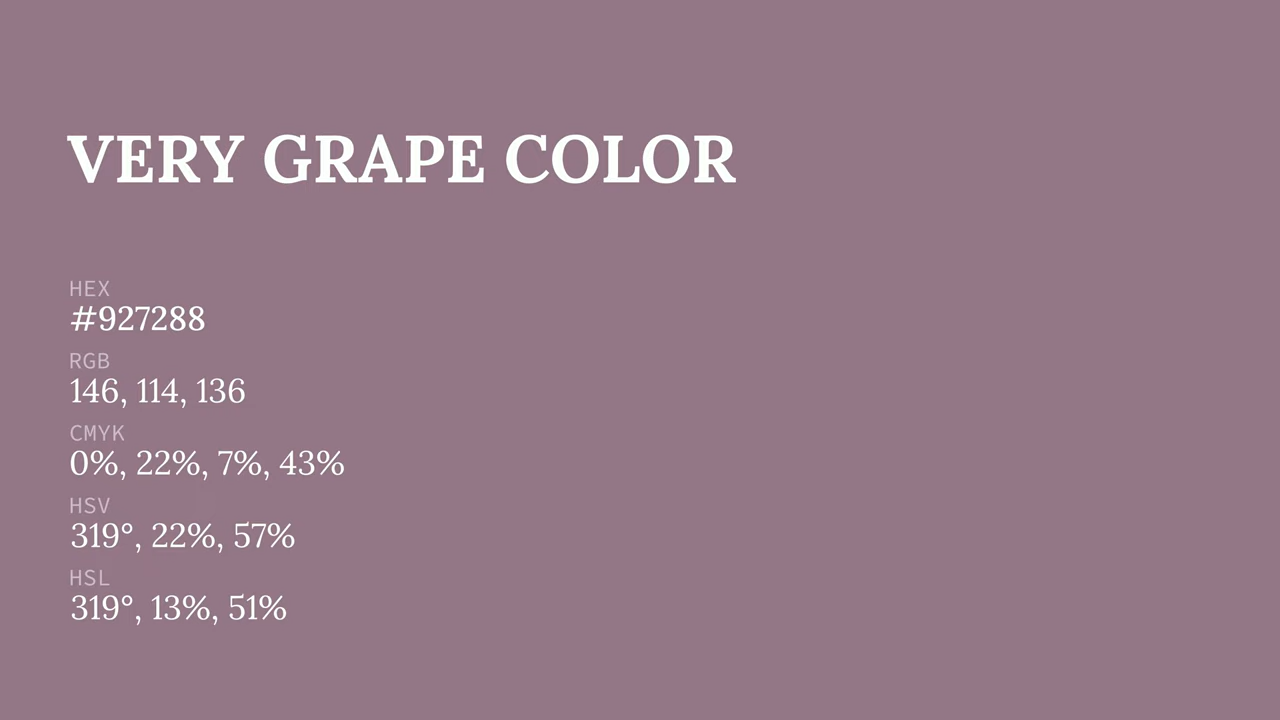 VERY GRAPE COLOR
HEX
#927288
RGB
146, 114, 136
CMYK
0%, 22%, 7%, 43%
HSV
319°, 22%, 57%
HSL
319°, 13%, 51%